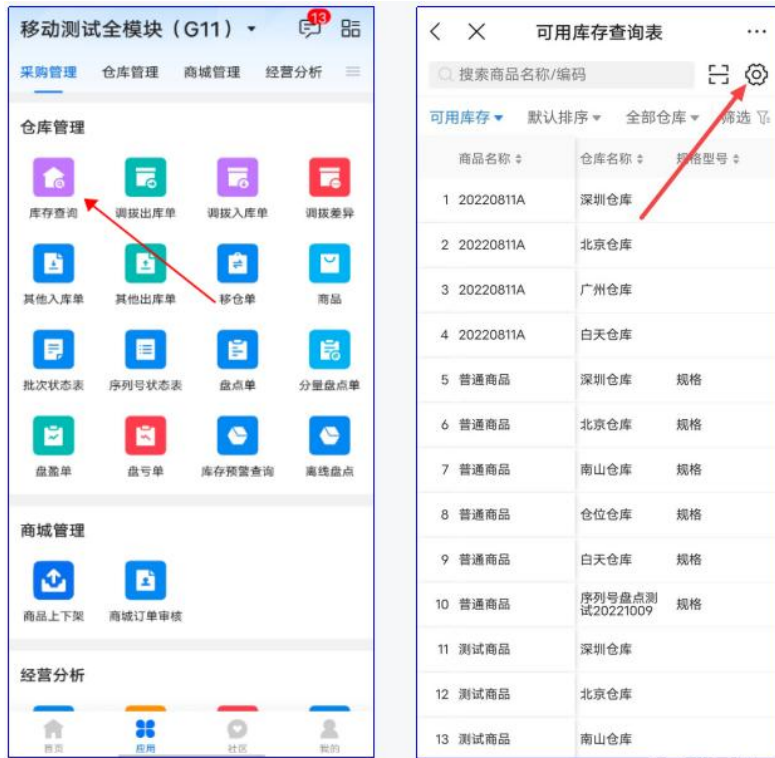 移动测试全模块（G11）
13
采购管理 仓库管理 商城管理 经营分析
仓库管理
库存查询 调拨出库单 调拨入库单 调拨差异
其他入库单 其他出库单 移仓单 商品
批次状态表 序列号状态表 盘点单 分量盘点单
盘盈单 盘亏单 库存预警查询 离线盘点
商城管理
商品上下架 商城订单审核
经营分析
首页 应用 社区 我的
可用库存查询表
搜索商品名称/编码
可用库存 默认排序 全部仓库 筛选
商品名称 仓库名称 规格型号
1 20220811A 深圳仓库
2 20220811A 北京仓库
3 20220811A 广州仓库
4 20220811A 白天仓库
5 普通商品 深圳仓库 规格
6 普通商品 北京仓库 规格
7 普通商品 南山仓库 规格
8 普通商品 仓位仓库 规格
9 普通商品 白天仓库 规格
10 普通商品 序列号盘点测
试20221009 规格
11 测试商品 深圳仓库
12 测试商品 北京仓库
13 测试商品 南山仓库